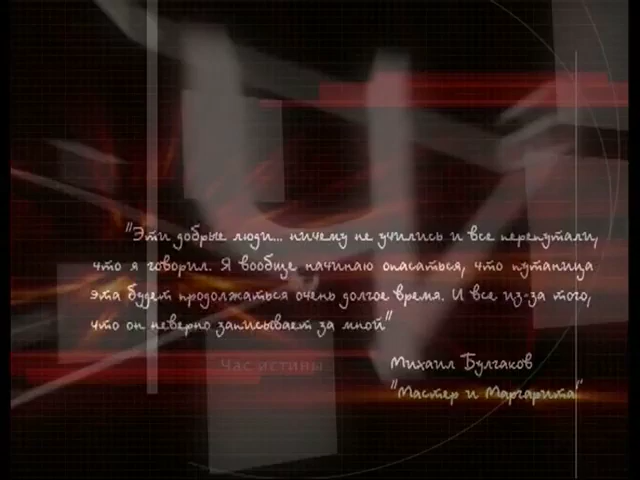 "Эти добрые люди... ничему не учились и все перепутали,
что я говорил. Я вообще начинаю опасаться, что путаница
эта будет продолжаться очень долгое время. И все из-за того,
что он неверно записывает за мной"
Час истины
Михаил Булгаков
"Мастер и Маргарита"